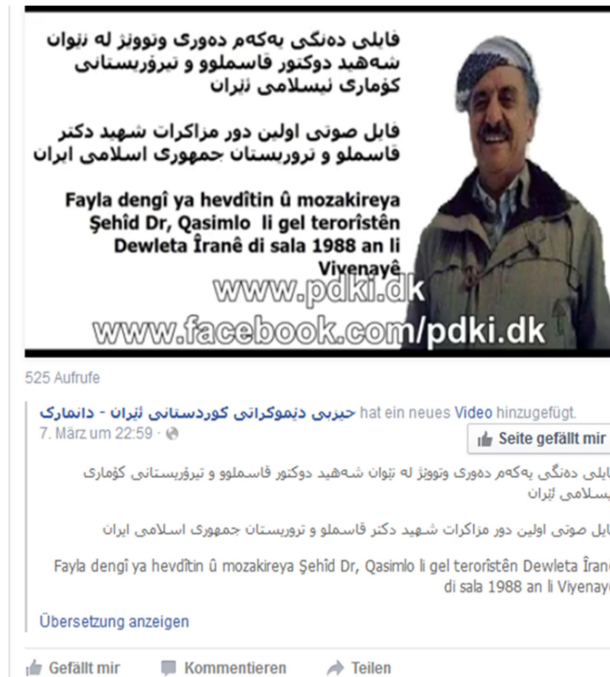 فایلی دەنگی یەکەم دەوری وتووێژ لە نێوان
شەهید دوکتور قاسملوو و تیرۆریستانی
کۆماری ئیسلامی ئێران
فایل صوتی اولین دور مزاکرات شهید دکتر
قاسملو و تروریستان جمهوری اسلامی ایران
Fayla dengî ya hevdîtin û mozakireya
Şehîd Dr, Qasimlo li gel terorîstên
Dewleta Îranê di sala 1988 an li
Viyenayê
www.pdki.dk
www.facebook.com/pdki.dk
525 Aufrufe
حیزبی دێموکراتی کوردستانی ئێران - دانمارک hat ein neues Video hinzugefügt.
7. März um 22:59 ·
Seite gefällt mir
فایلی دەنگی یەکەم دەوری وتووێژ لە نێوان شەهید دوکتور قاسملوو و تیرۆریستانی کۆماری
ئیسلامی ئێران
فایل صوتی اولین دور مزاکرات شهید دکتر قاسملو و تروریستان جمهوری اسلامی ایران
Fayla dengî ya hevdîtin û mozakireya Şehîd Dr, Qasimlo li gel terorîstên Dewleta Îranê
di sala 1988 an li Viyenayê
Übersetzung anzeigen
Gefällt mir
Kommentieren
Teilen